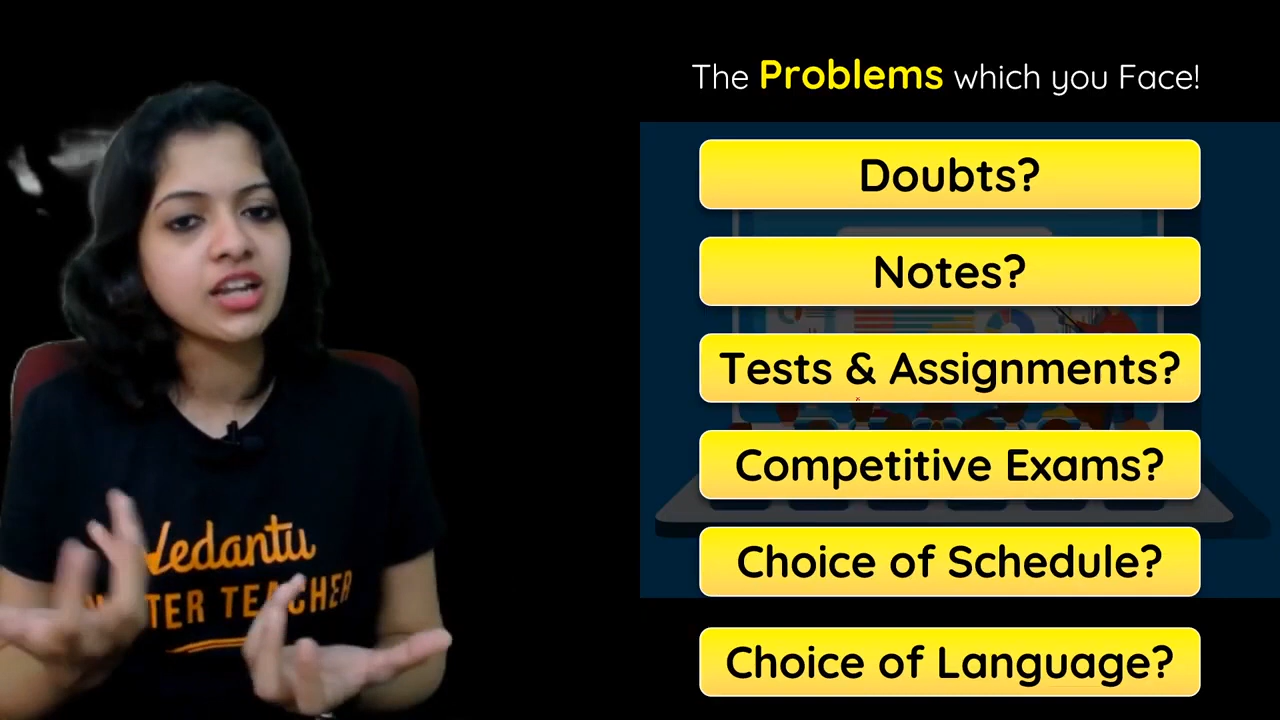 The Problems which you Face!
Doubts?
Notes?
Tests & Assignments?
Competitive Exams?
Choice of Schedule?
Choice of Language?
Vedantu
TEACHER